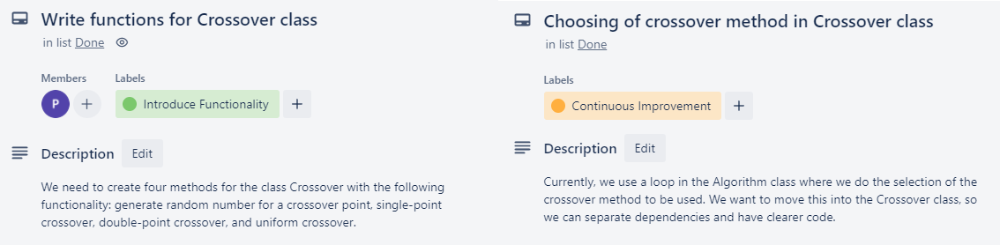 Write functions for Crossover class
in list Done
Members
Labels
P
+
Introduce Functionality
+
Description
Edit
We need to create four methods for the class Crossover with the following
functionality: generate random number for a crossover point, single-point
crossover, double-point crossover, and uniform crossover.
Choosing of crossover method in Crossover class
in list Done
Labels
Continuous Improvement
+
Description
Edit
Currently, we use a loop in the Algorithm class where we do the selection of the
crossover method to be used. We want to move this into the Crossover class, so
we can separate dependencies and have clearer code.